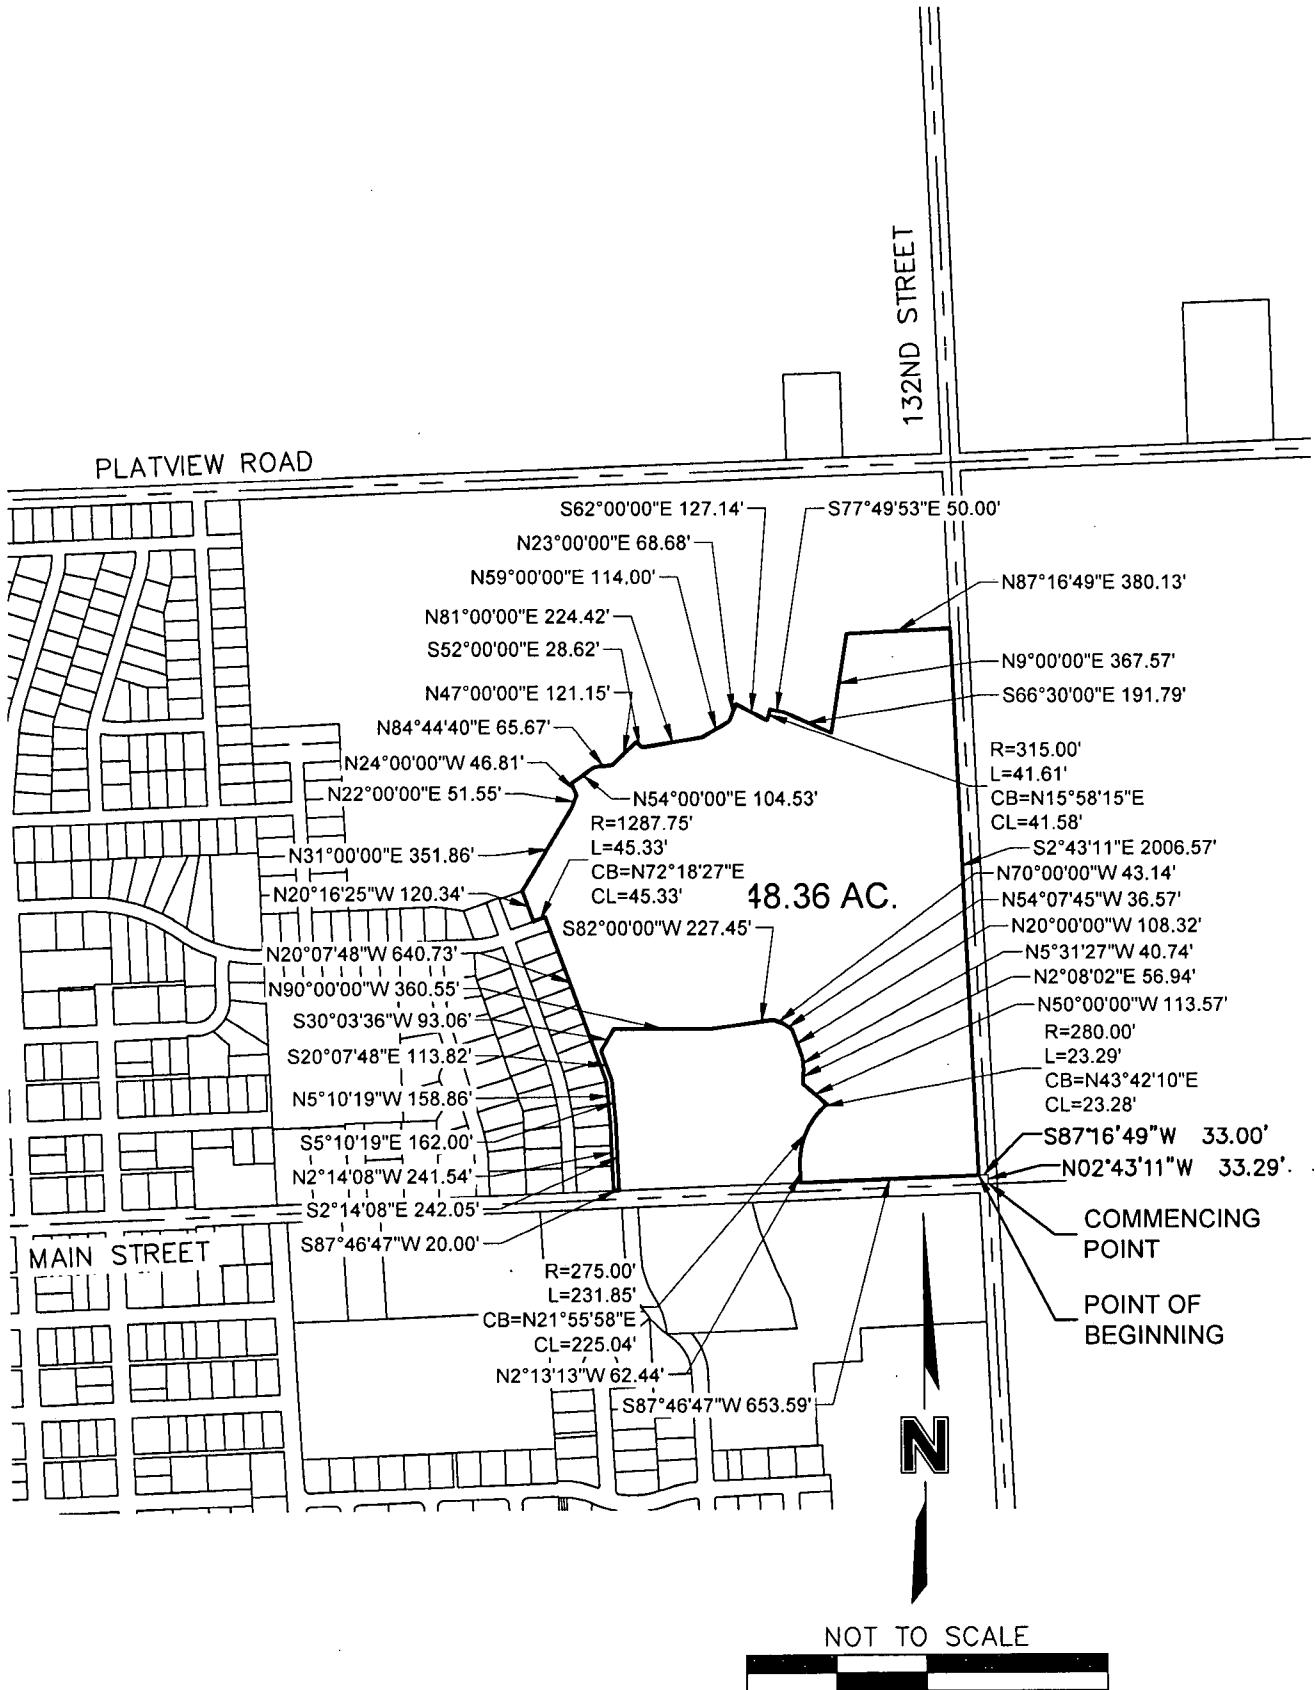 132ND STREET
PLATVIEW ROAD
S62°00'00"E 127.14'
S77°49'53"E 50.00'
N23°00'00"E 68.68'
N59°00'00"E 114.00'
N87°16'49"E 380.13'
N81°00'00"E 224.42'
S52°00'00"E 28.62'
N9°00'00"E 367.57'
S66°30'00"E 191.79'
N47°00'00"E 121.15'
N84°44'40"E 65.67'
N24°00'00"W 46.81'
N22°00'00"E 51.55'
N54°00'00"E 104.53'
R=315.00'
L=41.61'
CB=N15°58'15"E
CL=41.58'
R=1287.75'
L=45.33'
CB=N72°18'27"E
CL=45.33'
N31°00'00"E 351.86'
N20°16'25"W 120.34'
48.36 AC.
S2°43'11"E 2006.57'
N70°00'00"W 43.14'
N54°07'45"W 36.57'
N20°00'00"W 108.32'
N5°31'27"W 40.74'
N2°08'02"E 56.94'
N50°00'00"W 113.57'
S82°00'00"W 227.45'
N20°07'48"W 640.73'
N90°00'00"W 360.55'
S30°03'36"W 93.06'
S20°07'48"E 113.82'
N5°10'19"W 158.86'
S5°10'19"E 162.00'
N2°14'08"W 241.54'
S2°14'08"E 242.05'
S87°46'47"W 20.00'
R=280.00'
L=23.29'
CB=N43°42'10"E
CL=23.28'
S87°16'49"W 33.00'
N02°43'11"W 33.29'
COMMENCING
POINT
POINT OF
BEGINNING
MAIN STREET
R=275.00'
L=231.85'
CB=N21°55'58"E
CL=225.04'
N2°13'13"W 62.44'
S87°46'47"W 653.59'
N
NOT TO SCALE